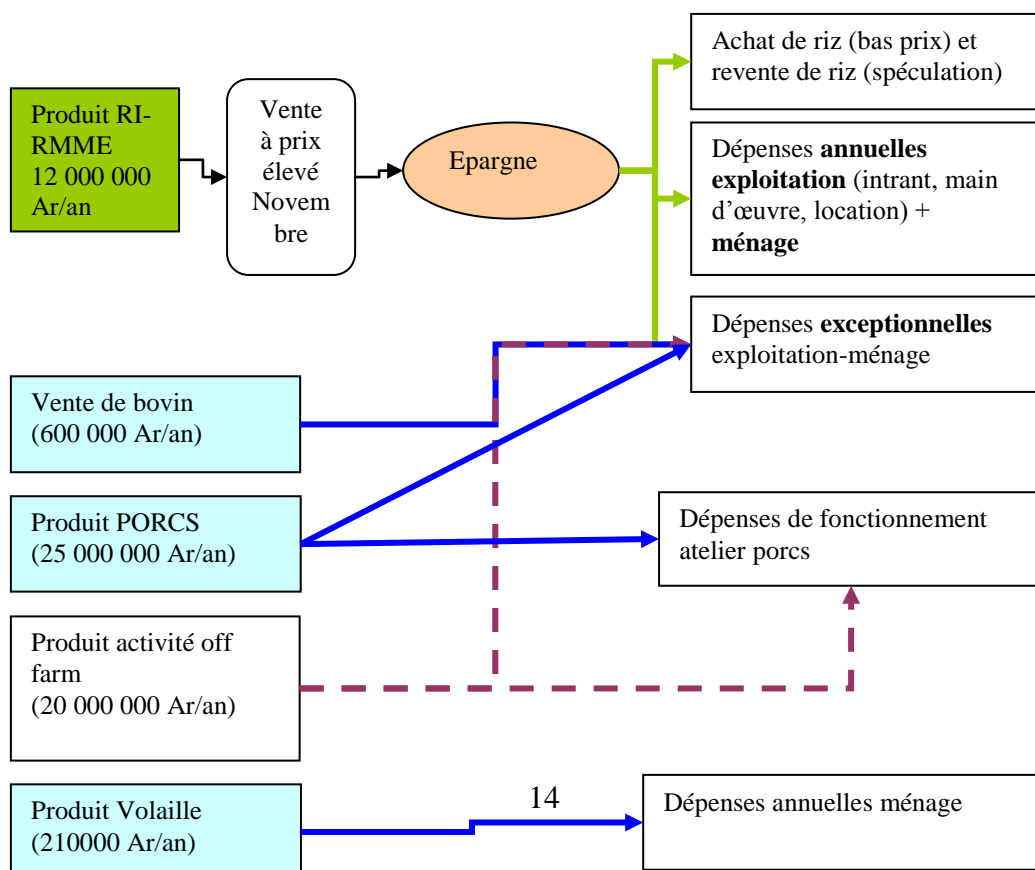 Produit RI-
RMME
12 000 000
Ar/an
Vente
à prix
élevé
Novem
bre
Epargne
Achat de riz (bas prix) et
revente de riz (spéculation)
Dépenses annuelles
exploitation (intrant, main
d’œuvre, location) +
ménage
Dépenses exceptionnelles
exploitation-ménage
Vente de bovin
(600 000 Ar/an)
Produit PORCS
(25 000 000 Ar/an)
Dépenses de fonctionnement
atelier porcs
Produit activité off
farm
(20 000 000 Ar/an)
Produit Volaille
(210000 Ar/an)
14
Dépenses annuelles ménage